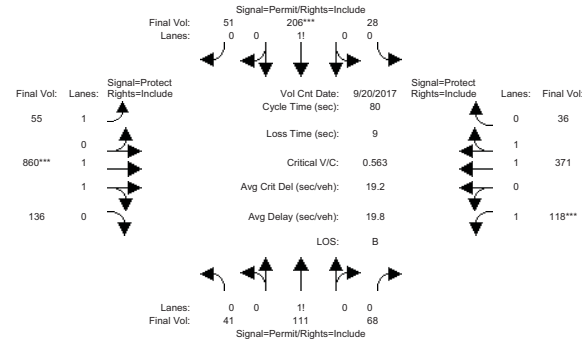 Signal=Permit/Rights=Include
Final Vol: 51 206*** 28
Lanes: 0 0 1! 0 0
Signal=Protect
Final Vol: Lanes: Rights=Include
Vol Cnt Date: 9/20/2017
Signal=Protect
Rights=Include Lanes: Final Vol:
Cycle Time (sec): 80
55 1
0 36
Loss Time (sec): 9
0
1
860*** 1
Critical V/C: 0.563
1 371
1
Avg Crit Del (sec/veh): 19.2
0
136 0
Avg Delay (sec/veh): 19.8
1 118***
LOS: B
Lanes: 0 0 1! 0 0
Final Vol: 41 111 68
Signal=Permit/Rights=Include